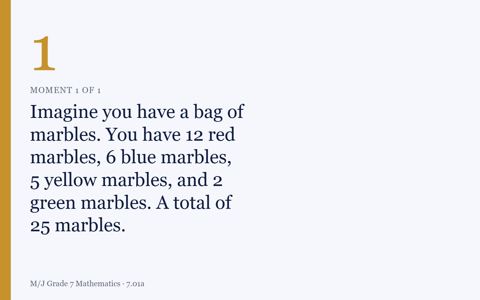 1
MOMENT 1 OF 1
Imagine you have a bag of
marbles. You have 12 red
marbles, 6 blue marbles,
5 yellow marbles, and 2
green marbles. A total of
25 marbles.
M/J Grade 7 Mathematics · 7.01a